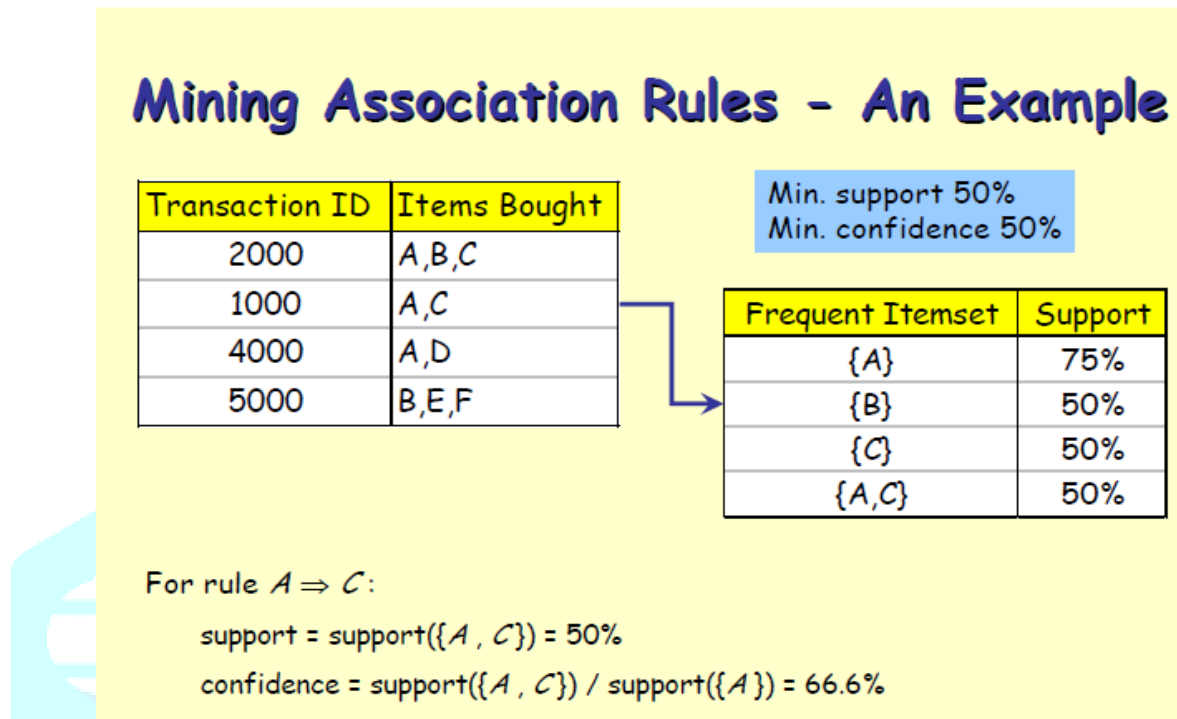 Mining Association Rules - An Example
Transaction ID Items Bought
2000 A,B,C
1000 A,C
4000 A,D
5000 B,E,F
Min. support 50%
Min. confidence 50%
Frequent Itemset Support
{A} 75%
{B} 50%
{C} 50%
{A,C} 50%
For rule A ⇒ C:
support = support({A , C}) = 50%
confidence = support({A , C}) / support({A}) = 66.6%